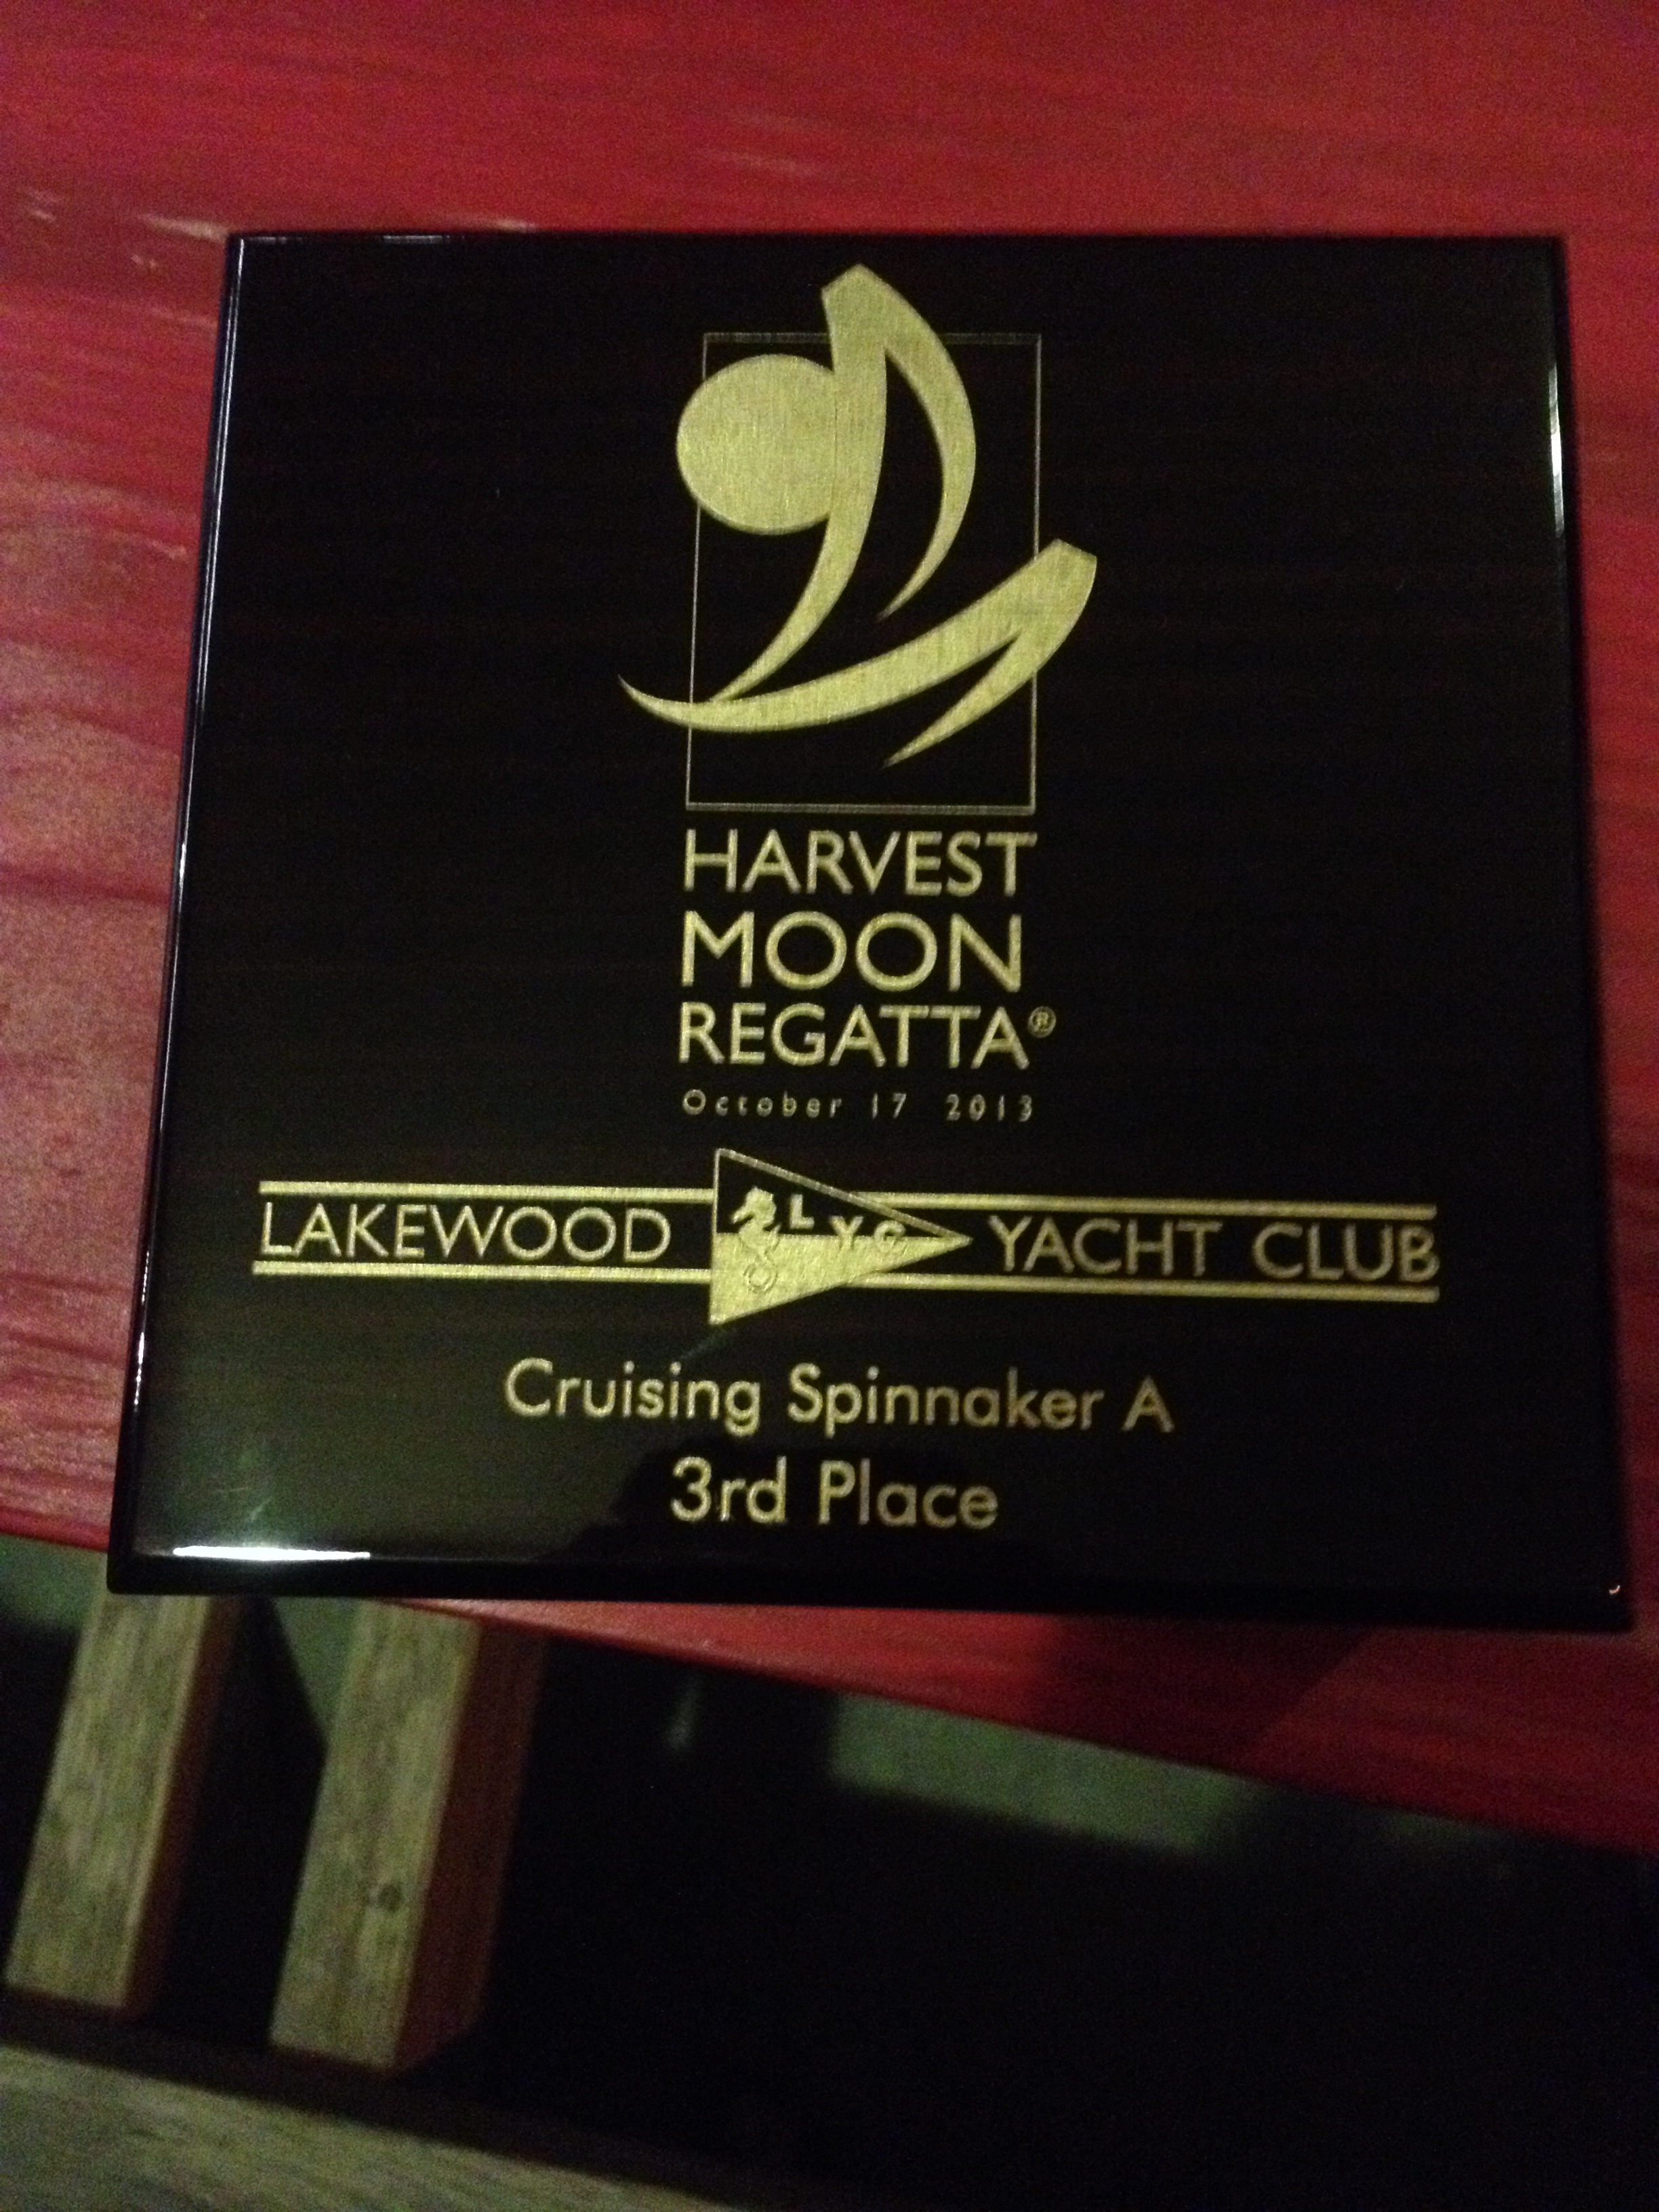 HARVEST
MOON
REGATTA®
October 17 2013
LAKEWOOD LYC YACHT CLUB
Cruising Spinnaker A
3rd Place